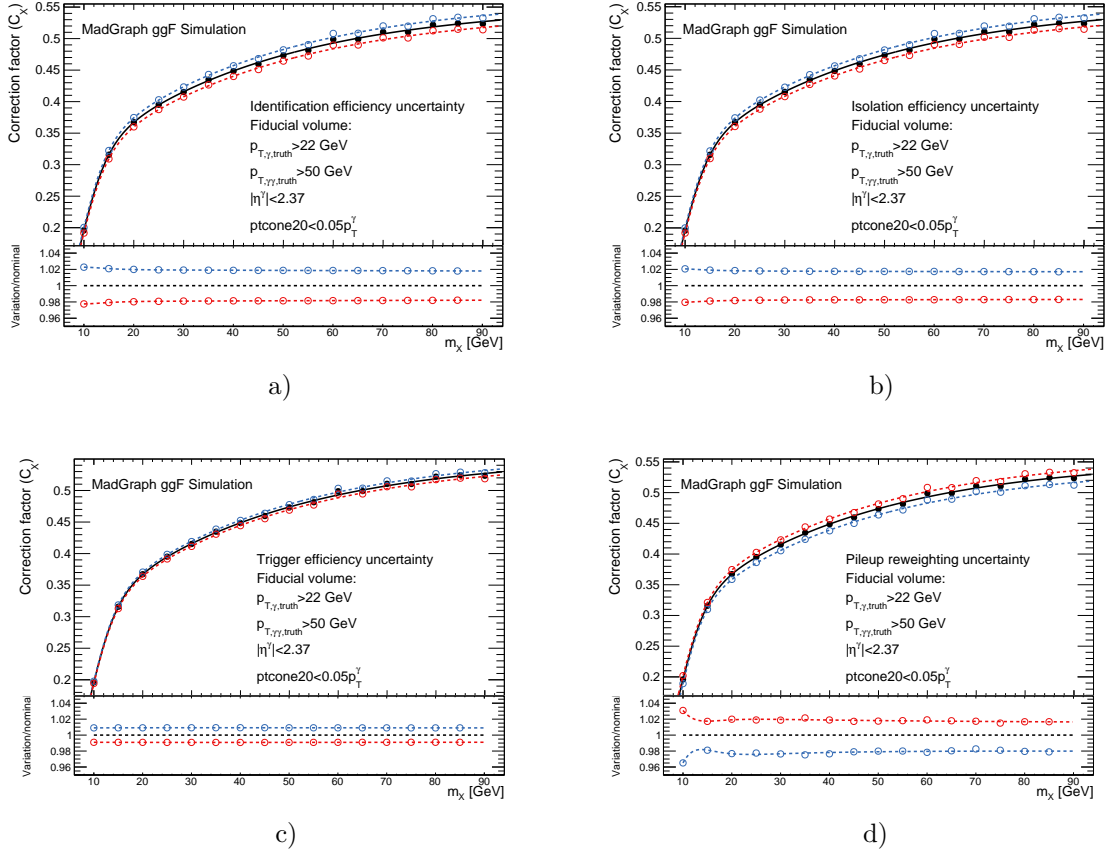 Correction factor (C_X)
0.55
0.5
0.45
0.4
0.35
0.3
0.25
0.2
MadGraph ggF Simulation
Identification efficiency uncertainty
Fiducial volume:
p_T,γ,truth>22 GeV
p_T,γγ,truth>50 GeV
|η^γ|<2.37
ptcone20<0.05p_T^γ
Variation/nominal
1.04
1.02
1
0.98
0.96
10 20 30 40 50 60 70 80 90
m_X [GeV]
a)
Correction factor (C_X)
0.55
0.5
0.45
0.4
0.35
0.3
0.25
0.2
MadGraph ggF Simulation
Isolation efficiency uncertainty
Fiducial volume:
p_T,γ,truth>22 GeV
p_T,γγ,truth>50 GeV
|η^γ|<2.37
ptcone20<0.05p_T^γ
Variation/nominal
1.04
1.02
1
0.98
0.96
10 20 30 40 50 60 70 80 90
m_X [GeV]
b)
Correction factor (C_X)
0.5
0.45
0.4
0.35
0.3
0.25
0.2
MadGraph ggF Simulation
Trigger efficiency uncertainty
Fiducial volume:
p_T,γ,truth>22 GeV
p_T,γγ,truth>50 GeV
|η^γ|<2.37
ptcone20<0.05p_T^γ
Variation/nominal
1.04
1.02
1
0.98
0.96
10 20 30 40 50 60 70 80 90
m_X [GeV]
c)
Correction factor (C_X)
0.55
0.5
0.45
0.4
0.35
0.3
0.25
0.2
MadGraph ggF Simulation
Pileup reweighting uncertainty
Fiducial volume:
p_T,γ,truth>22 GeV
p_T,γγ,truth>50 GeV
|η^γ|<2.37
ptcone20<0.05p_T^γ
Variation/nominal
1.04
1.02
1
0.98
0.96
10 20 30 40 50 60 70 80 90
m_X [GeV]
d)